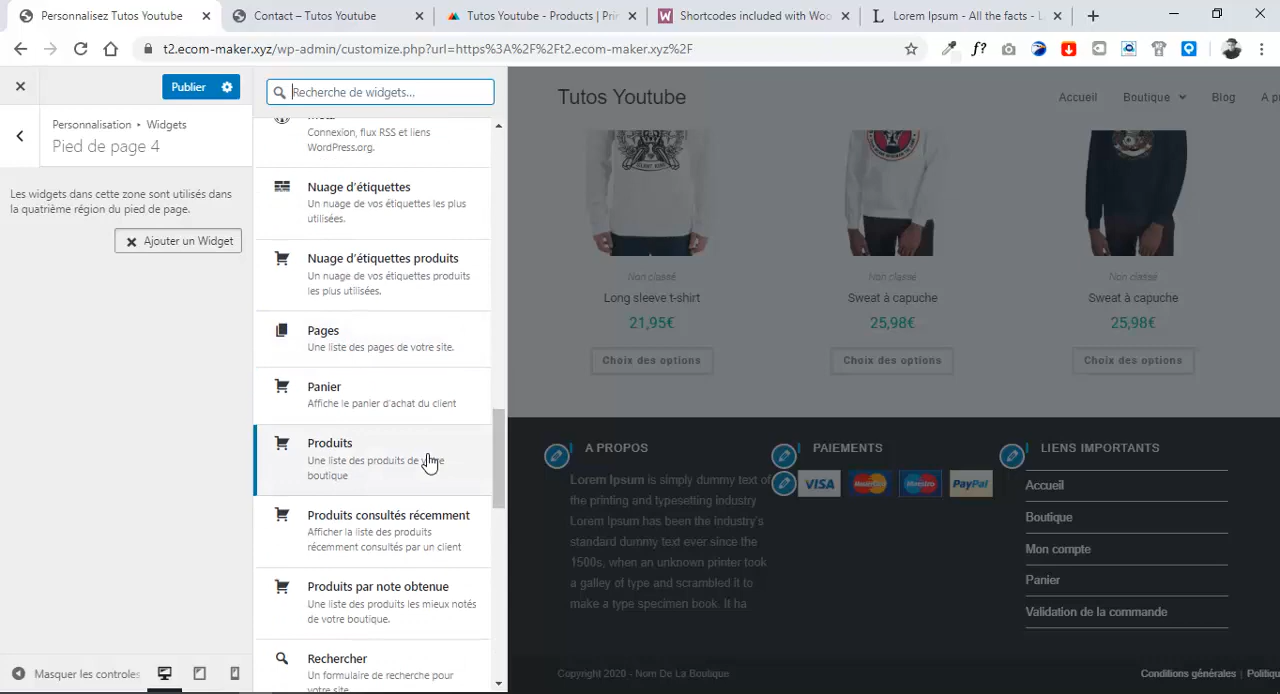 Personnalisez Tutos Youtube
Contact – Tutos Youtube
Tutos Youtube - Products | Prin
Shortcodes included with Woo
Lorem Ipsum - All the facts - L
t2.ecom-maker.xyz/wp-admin/customize.php?url=https%3A%2F%2Ft2.ecom-maker.xyz%2F
f?
Publier
Personnalisation ▸ Widgets
Pied de page 4
Les widgets dans cette zone sont utilisés dans
la quatrième région du pied de page.
Ajouter un Widget
Masquer les controles
Recherche de widgets...
Méta
Connexion, flux RSS et liens
WordPress.org.
Nuage d'étiquettes
Un nuage de vos étiquettes les plus
utilisées.
Nuage d'étiquettes produits
Un nuage de vos étiquettes produits
les plus utilisées.
Pages
Une liste des pages de votre site.
Panier
Affiche le panier d'achat du client
Produits
Une liste des produits de votre
boutique
Produits consultés récemment
Afficher la liste des produits
récemment consultés par un client
Produits par note obtenue
Une liste des produits les mieux notés
de votre boutique.
Rechercher
Un formulaire de recherche pour
votre site.
Tutos Youtube
Accueil
Boutique
Blog
A p
Non classé
Long sleeve t-shirt
21,95€
Choix des options
Non classé
Sweat à capuche
25,98€
Choix des options
Non classé
Sweat à capuche
25,98€
Choix des options
A PROPOS
Lorem Ipsum is simply dummy text of
the printing and typesetting industry
Lorem Ipsum has been the industry's
standard dummy text ever since the
1500s, when an unknown printer took
a galley of type and scrambled it to
make a type specimen book. It ha
PAIEMENTS
VISA
MasterCard
Maestro
PayPal
LIENS IMPORTANTS
Accueil
Boutique
Mon compte
Panier
Validation de la commande
Copyright 2020 - Nom De La Boutique
Conditions générales
Politiqu